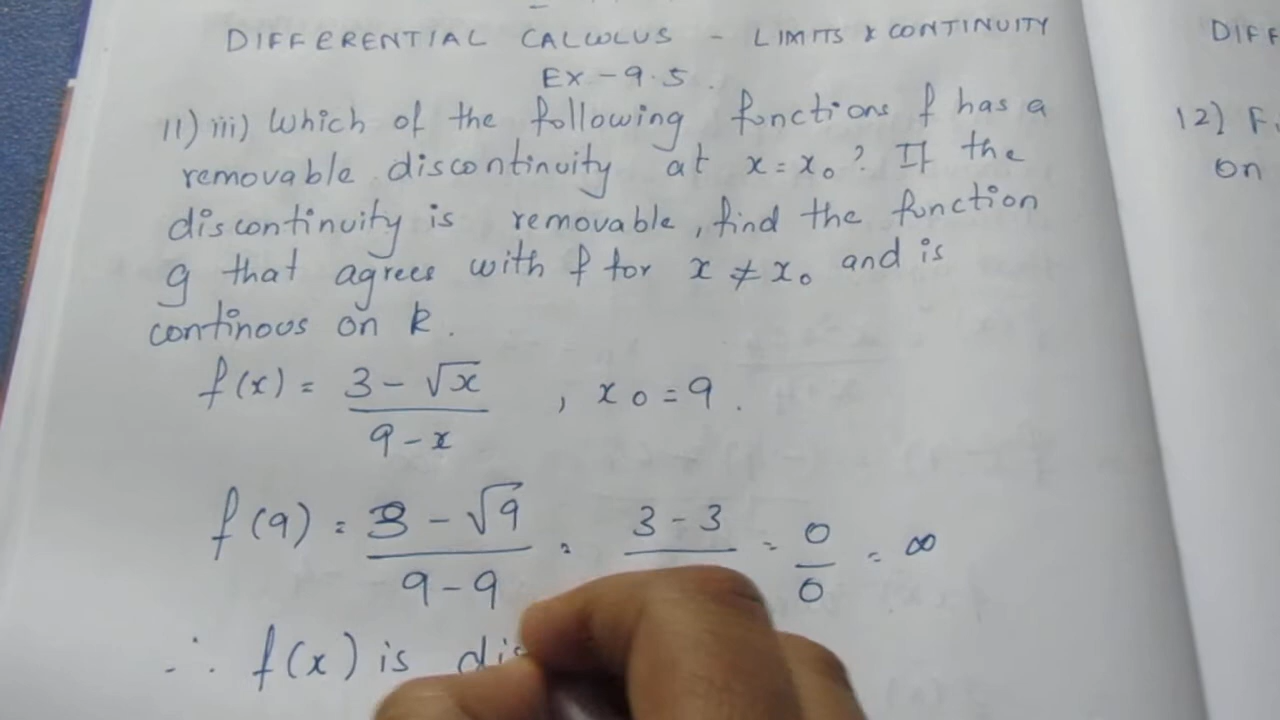 DIFFERENTIAL CALCULUS - LIMITS & CONTINUITY
EX - 9.5.
11) iii) Which of the following functions f has a
removable discontinuity at x = x₀? If the
discontinuity is removable, find the function
g that agrees with f for x ≠ x₀ and is
continous on R.
f(x) = (3 - √x)/(9 - x) , x₀ = 9.
f(9) = (3 - √9)/(9 - 9) = 3 - 3 = 0/0 = ∞
∴ f(x) is dis
DIFF
12) F
on